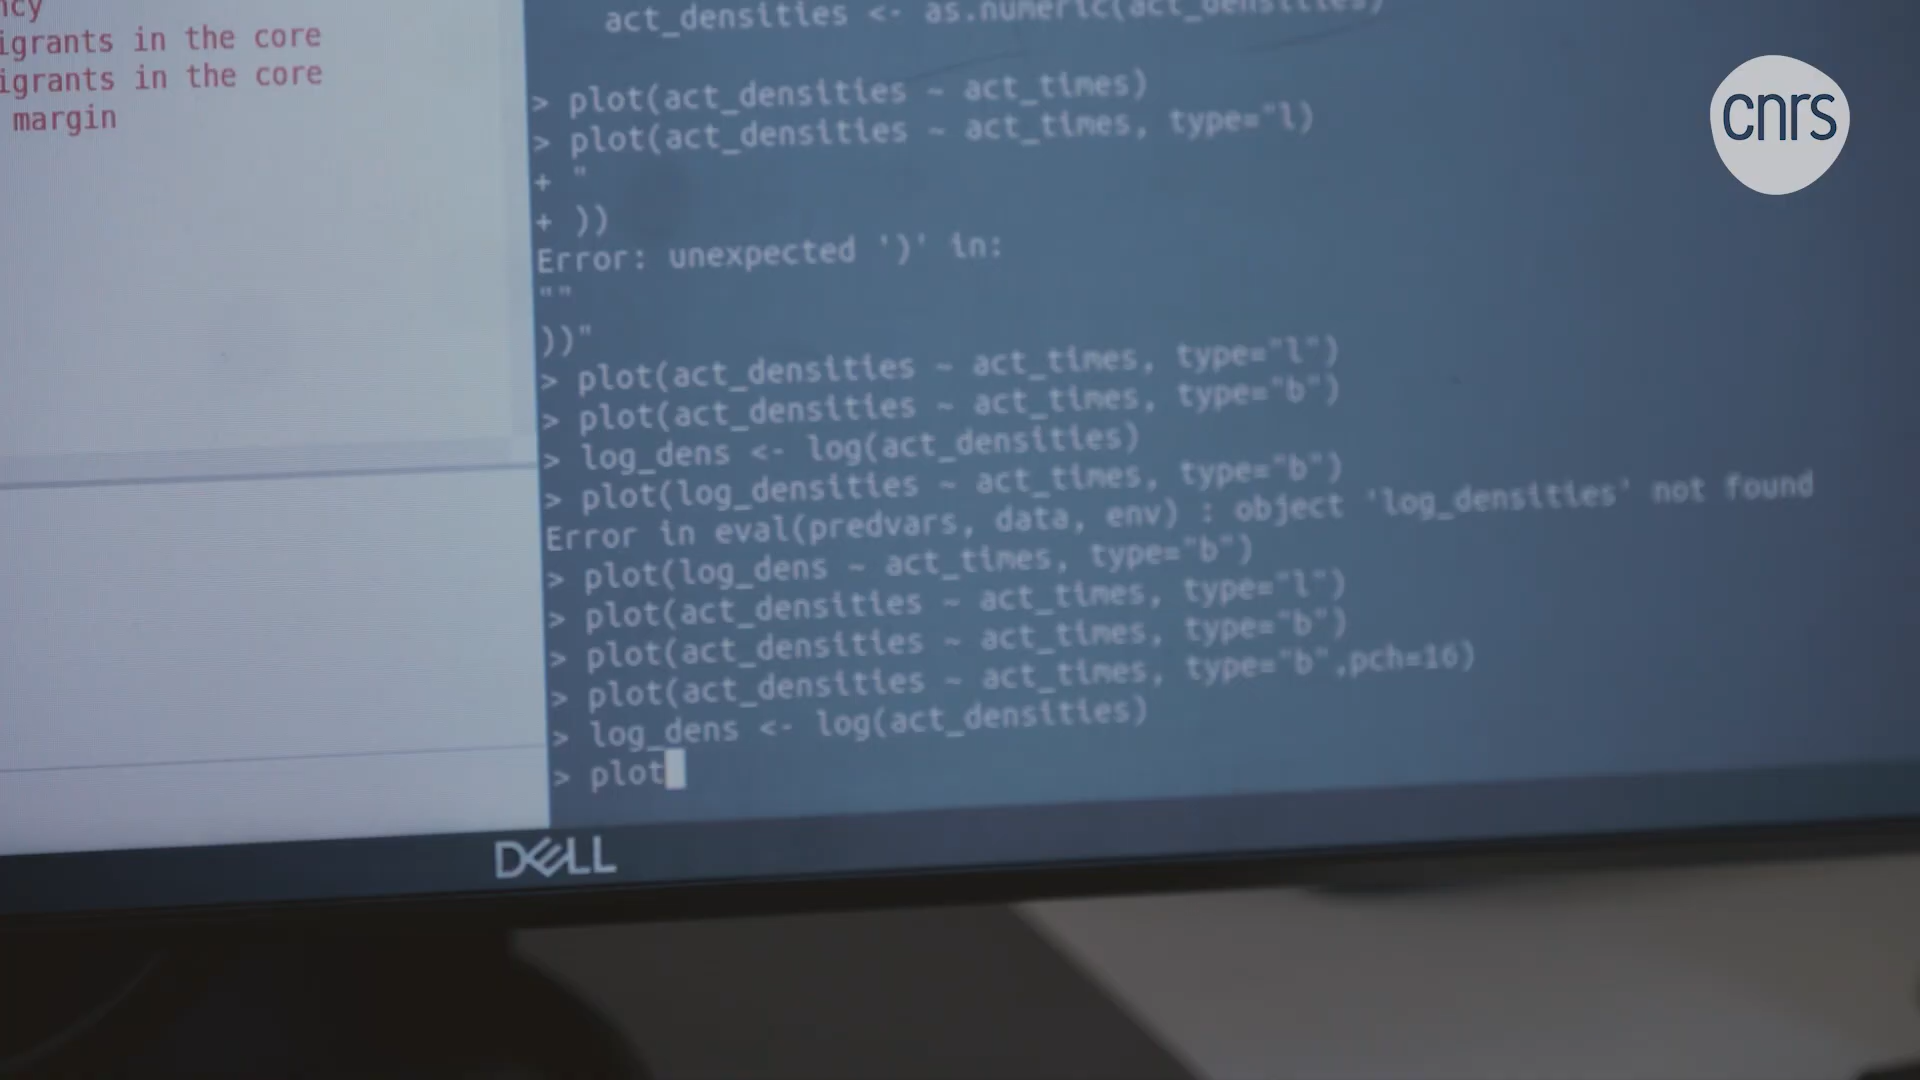 igrants in the core
igrants in the core
margin
act_densities <- as.numeric(act_densities)
> plot(act_densities ~ act_times)
> plot(act_densities ~ act_times, type="l)
+ "
+ ))
Error: unexpected ')' in:
""
))"
> plot(act_densities ~ act_times, type="l")
> plot(act_densities ~ act_times, type="b")
> log_dens <- log(act_densities)
> plot(log_densities ~ act_times, type="b")
Error in eval(predvars, data, env) : object 'log_densities' not found
> plot(log_dens ~ act_times, type="b")
> plot(act_densities ~ act_times, type="l")
> plot(act_densities ~ act_times, type="b")
> plot(act_densities ~ act_times, type="b",pch=16)
> log_dens <- log(act_densities)
> plot
DELL
cnrs